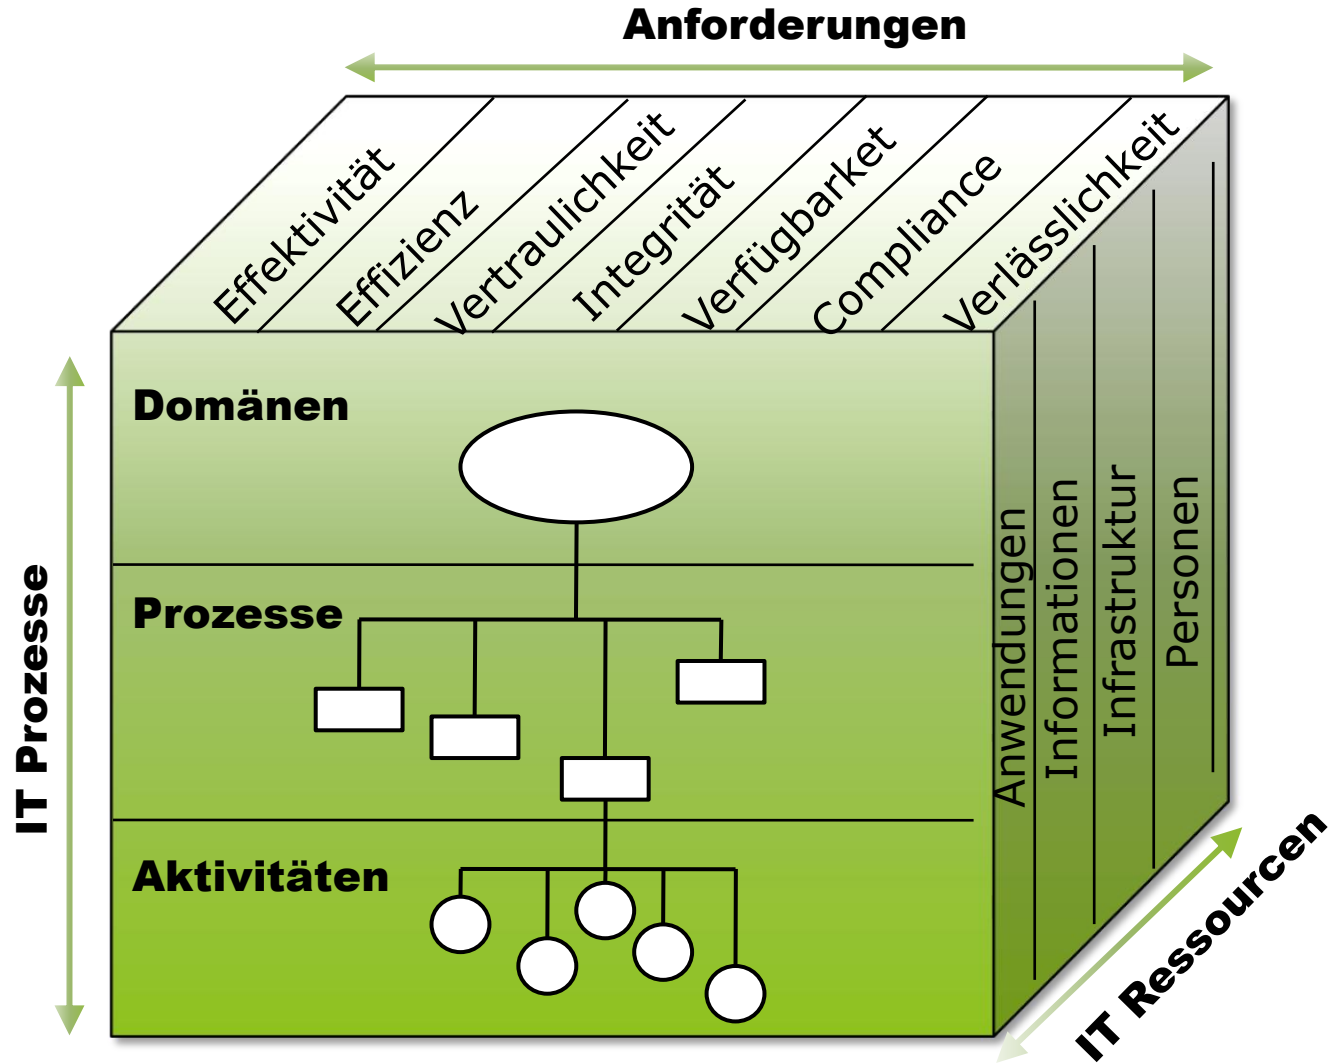 Anforderungen
Effektivität
Effizienz
Vertraulichkeit
Integrität
Verfügbarket
Compliance
Verlässlichkeit
IT Prozesse
Domänen
Prozesse
Aktivitäten
Anwendungen
Informationen
Infrastruktur
Personen
IT Ressourcen